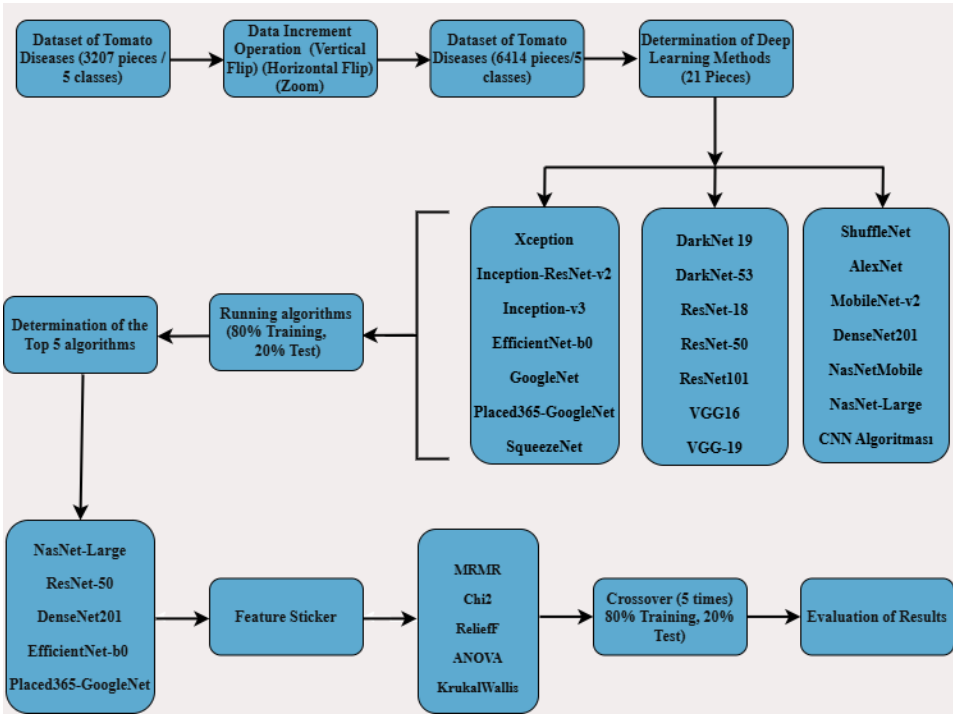 Dataset of Tomato
Diseases (3207 pieces /
5 classes)
Data Increment
Operation (Vertical
Flip) (Horizontal Flip)
(Zoom)
Dataset of Tomato
Diseases (6414 pieces/5
classes)
Determination of Deep
Learning Methods
(21 Pieces)
Xception
Inception-ResNet-v2
Inception-v3
EfficientNet-b0
GoogleNet
Placed365-GoogleNet
SqueezeNet
DarkNet 19
DarkNet-53
ResNet-18
ResNet-50
ResNet101
VGG16
VGG-19
ShuffleNet
AlexNet
MobileNet-v2
DenseNet201
NasNetMobile
NasNet-Large
CNN Algoritması
Running algorithms
(80% Training,
20% Test)
Determination of the
Top 5 algorithms
NasNet-Large
ResNet-50
DenseNet201
EfficientNet-b0
Placed365-GoogleNet
Feature Sticker
MRMR
Chi2
ReliefF
ANOVA
KrukalWallis
Crossover (5 times)
80% Training, 20%
Test)
Evaluation of Results